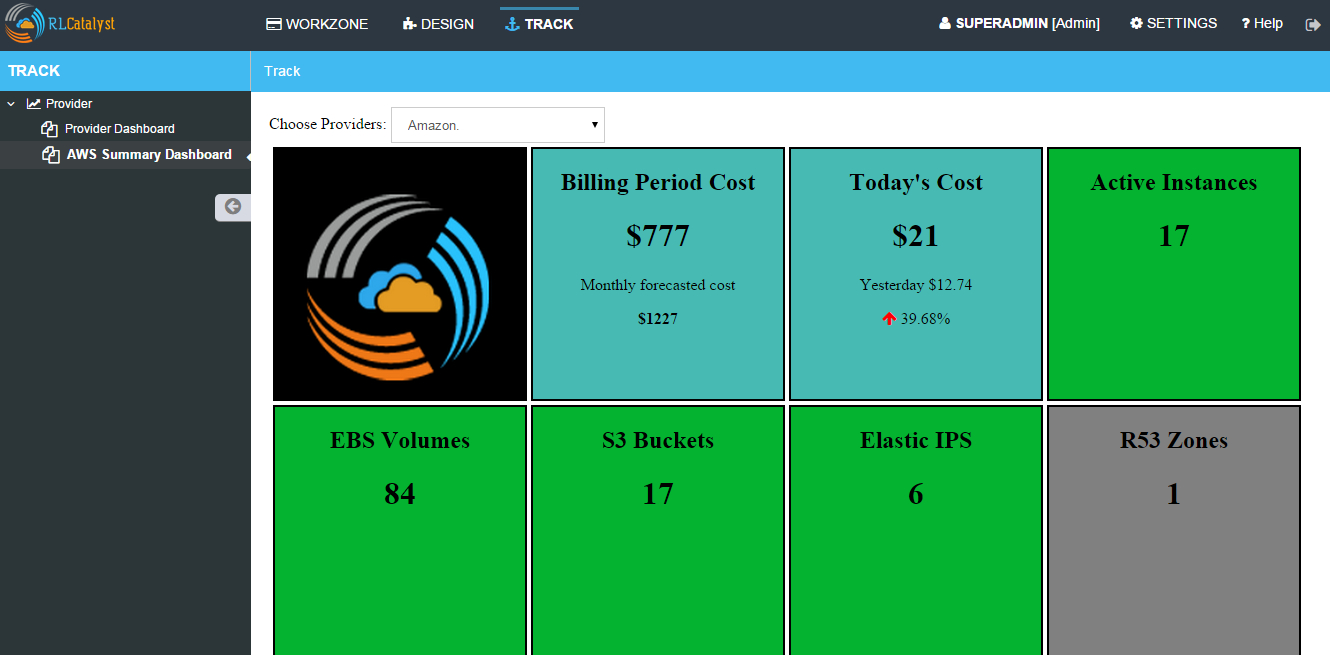 RLCatalyst
WORKZONE
DESIGN
TRACK
SUPERADMIN [Admin]
SETTINGS
? Help
TRACK
Track
Provider
Provider Dashboard
AWS Summary Dashboard
Choose Providers:
Amazon.
Billing Period Cost
$777
Monthly forecasted cost
$1227
Today's Cost
$21
Yesterday $12.74
39.68%
Active Instances
17
EBS Volumes
84
S3 Buckets
17
Elastic IPS
6
R53 Zones
1